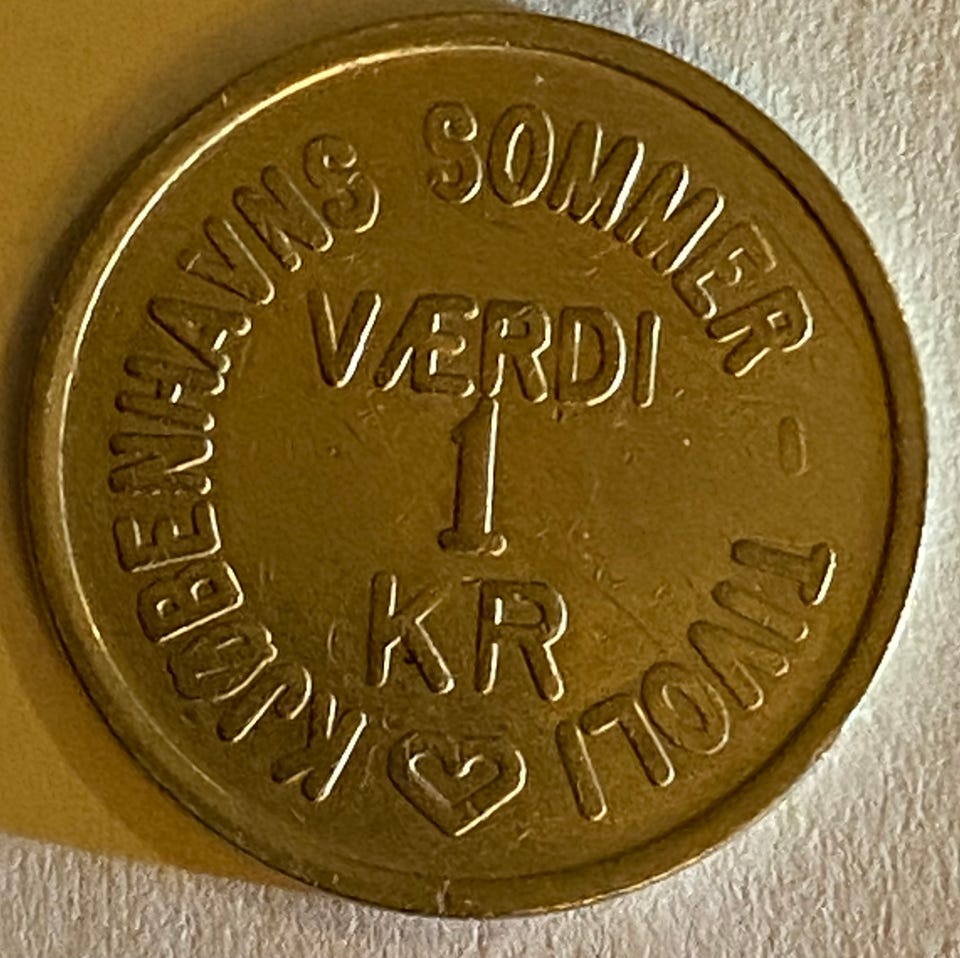 KJØBENHAVNS SOMMER - TIVOLI
VÆRDI
1
KR